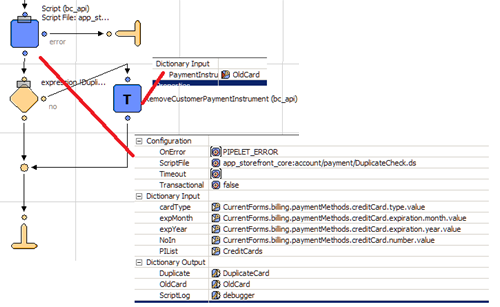 Script (bc_api)
Script File: app_st...
error
Dictionary Input
PaymentInstru OldCard
expression !Dupli...
no
T
RemoveCustomerPaymentInstrument (bc_api)
Configuration
OnError PIPELET_ERROR
ScriptFile app_storefront_core:account/payment/DuplicateCheck.ds
Timeout
Transactional false
Dictionary Input
cardType CurrentForms.billing.paymentMethods.creditCard.type.value
expMonth CurrentForms.billing.paymentMethods.creditCard.expiration.month.value
expYear CurrentForms.billing.paymentMethods.creditCard.expiration.year.value
NoIn CurrentForms.billing.paymentMethods.creditCard.number.value
PIList CreditCards
Dictionary Output
Duplicate DuplicateCard
OldCard OldCard
ScriptLog debugger